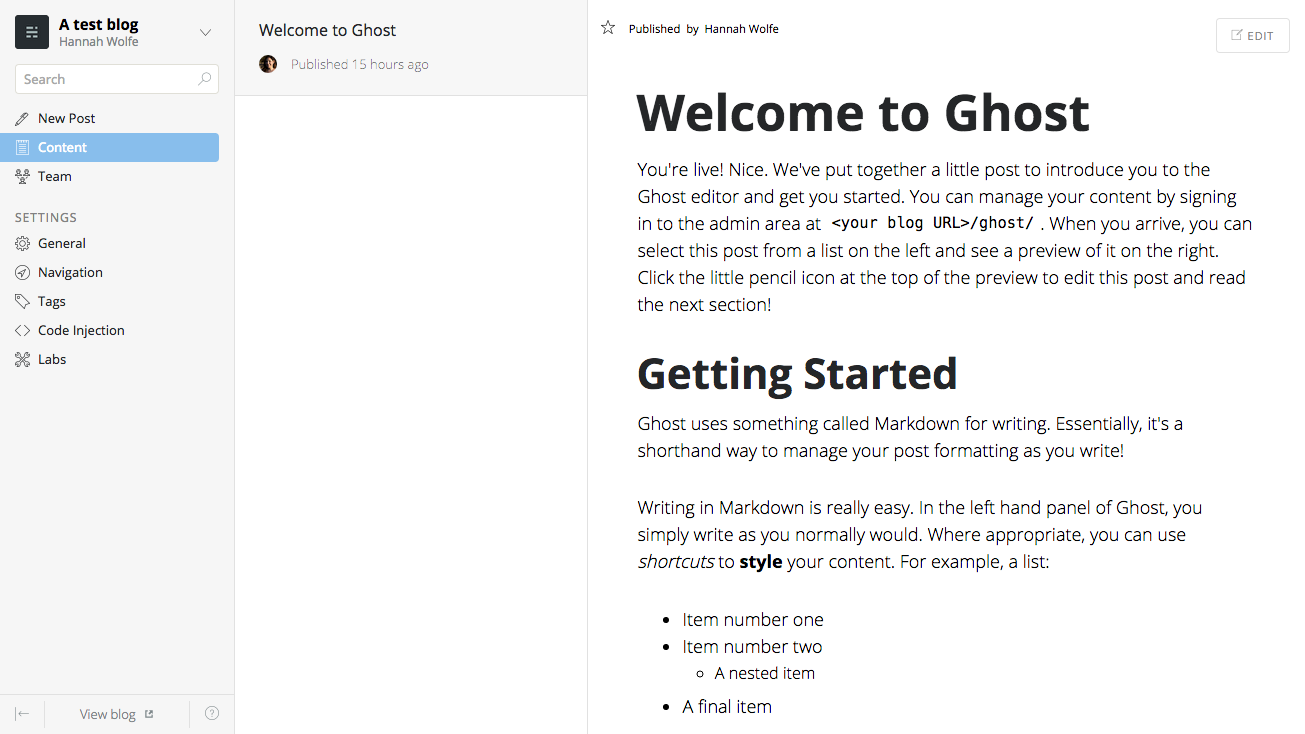 A test blog
Hannah Wolfe
Search
New Post
Content
Team
SETTINGS
General
Navigation
Tags
Code Injection
Labs
View blog
Welcome to Ghost
Published 15 hours ago
Published by Hannah Wolfe
EDIT
Welcome to Ghost
You're live! Nice. We've put together a little post to introduce you to the
Ghost editor and get you started. You can manage your content by signing
in to the admin area at <your blog URL>/ghost/ . When you arrive, you can
select this post from a list on the left and see a preview of it on the right.
Click the little pencil icon at the top of the preview to edit this post and read
the next section!
Getting Started
Ghost uses something called Markdown for writing. Essentially, it's a
shorthand way to manage your post formatting as you write!
Writing in Markdown is really easy. In the left hand panel of Ghost, you
simply write as you normally would. Where appropriate, you can use
shortcuts to style your content. For example, a list:
• Item number one
• Item number two
◦ A nested item
• A final item